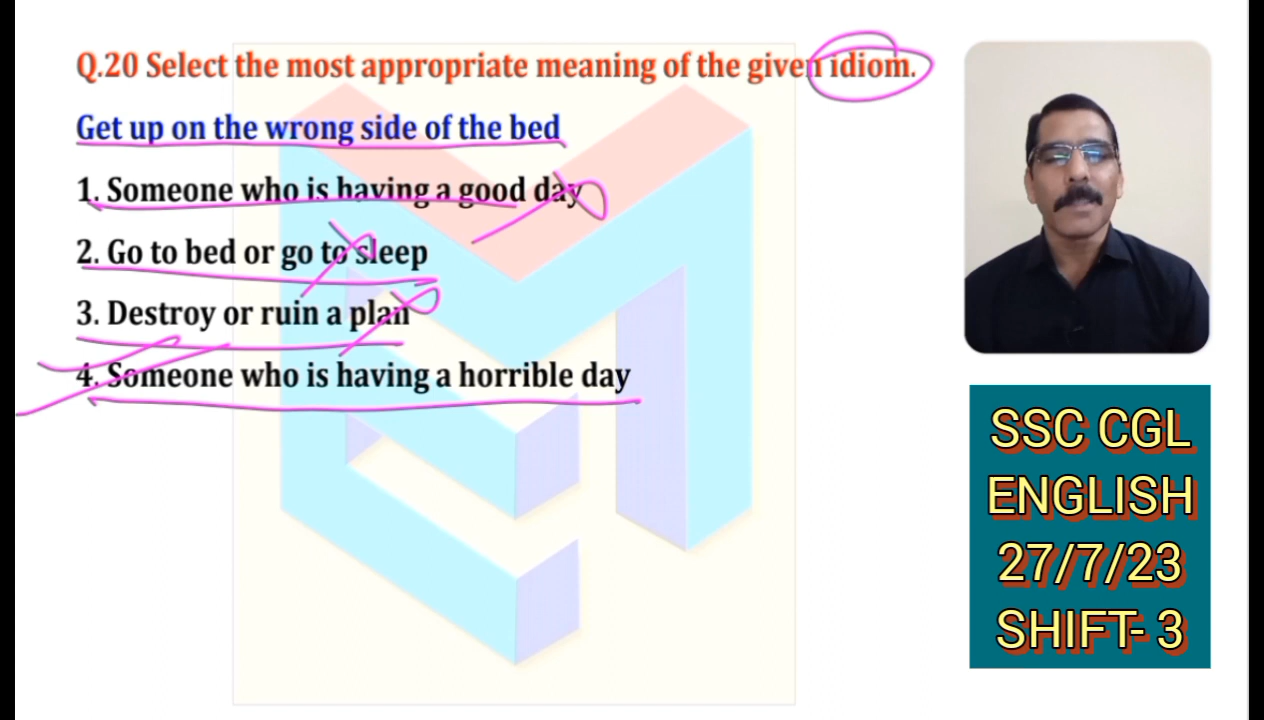 Q.20 Select the most appropriate meaning of the given idiom.
Get up on the wrong side of the bed
1. Someone who is having a good day
2. Go to bed or go to sleep
3. Destroy or ruin a plan
4. Someone who is having a horrible day
SSC CGL
ENGLISH
27/7/23
SHIFT- 3